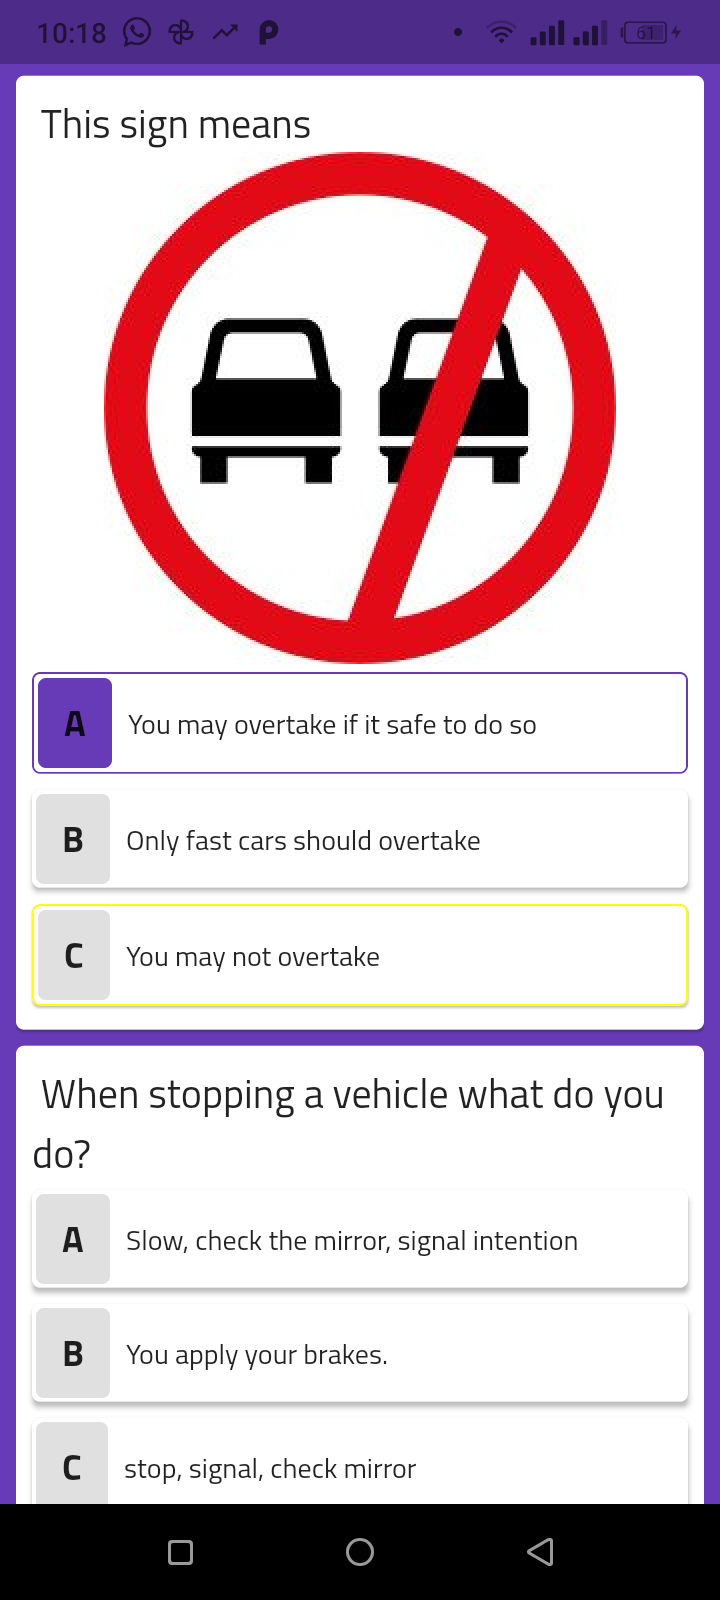 10:18
61
This sign means
A
You may overtake if it safe to do so
B
Only fast cars should overtake
C
You may not overtake
When stopping a vehicle what do you
do?
A
Slow, check the mirror, signal intention
B
You apply your brakes.
C
stop, signal, check mirror